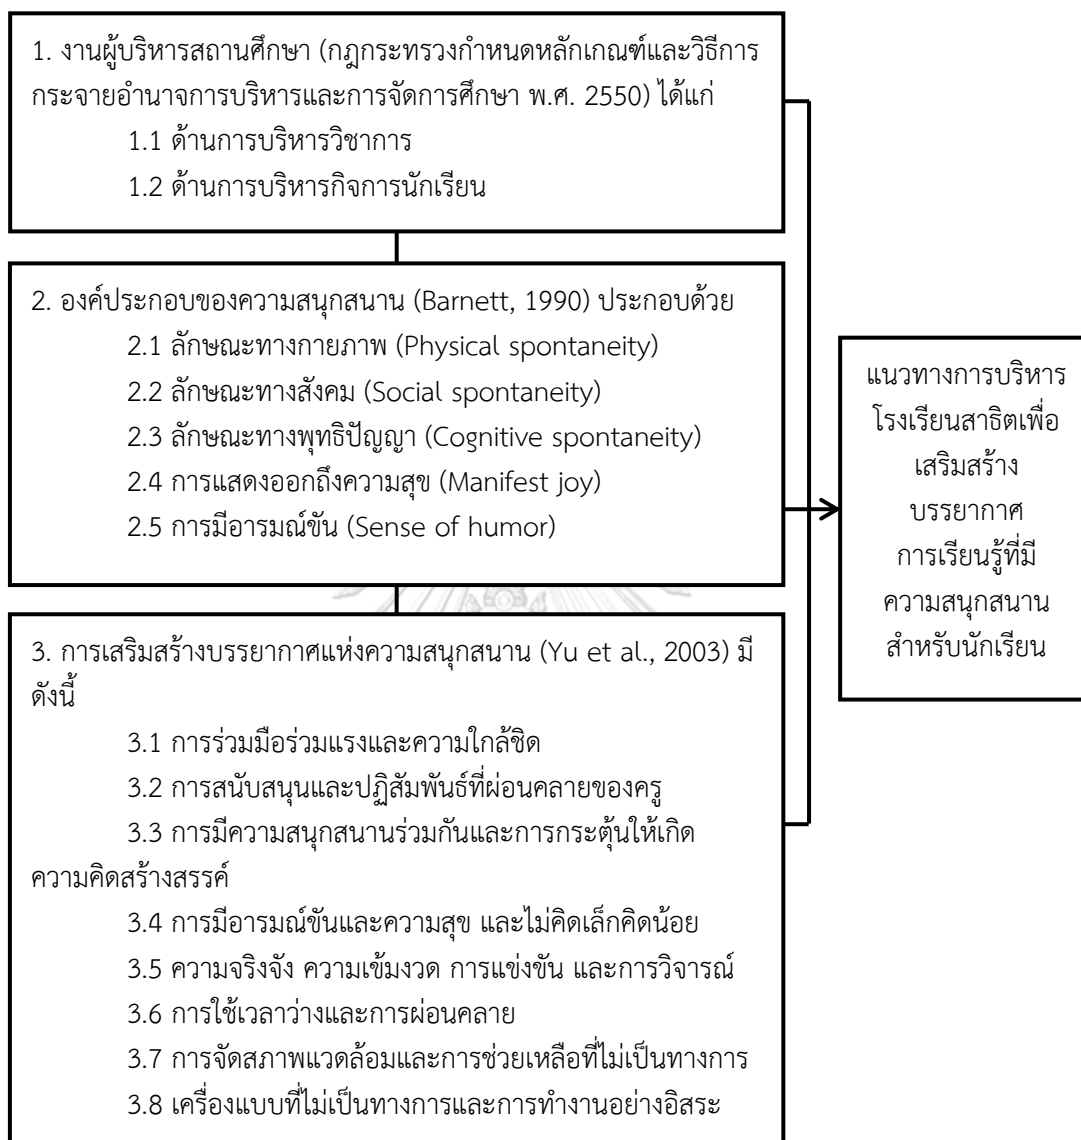 1. งานผู้บริหารสถานศึกษา (กฎกระทรวงกำหนดหลักเกณฑ์และวิธีการ
กระจายอำนาจการบริหารและการจัดการศึกษา พ.ศ. 2550) ได้แก่
1.1 ด้านการบริหารวิชาการ
1.2 ด้านการบริหารกิจการนักเรียน
2. องค์ประกอบของความสนุกสนาน (Barnett, 1990) ประกอบด้วย
2.1 ลักษณะทางกายภาพ (Physical spontaneity)
2.2 ลักษณะทางสังคม (Social spontaneity)
2.3 ลักษณะทางพุทธิปัญญา (Cognitive spontaneity)
2.4 การแสดงออกถึงความสุข (Manifest joy)
2.5 การมีอารมณ์ขัน (Sense of humor)
3. การเสริมสร้างบรรยากาศแห่งความสนุกสนาน (Yu et al., 2003) มี
ดังนี้
3.1 การร่วมมือร่วมแรงและความใกล้ชิด
3.2 การสนับสนุนและปฏิสัมพันธ์ที่ผ่อนคลายของครู
3.3 การมีความสนุกสนานร่วมกันและการกระตุ้นให้เกิด
ความคิดสร้างสรรค์
3.4 การมีอารมณ์ขันและความสุข และไม่คิดเล็กคิดน้อย
3.5 ความจริงจัง ความเข้มงวด การแข่งขัน และการวิจารณ์
3.6 การใช้เวลาว่างและการผ่อนคลาย
3.7 การจัดสภาพแวดล้อมและการช่วยเหลือที่ไม่เป็นทางการ
3.8 เครื่องแบบที่ไม่เป็นทางการและการทำงานอย่างอิสระ
แนวทางการบริหาร
โรงเรียนสาธิตเพื่อ
เสริมสร้าง
บรรยากาศ
การเรียนรู้ที่มี
ความสนุกสนาน
สำหรับนักเรียน